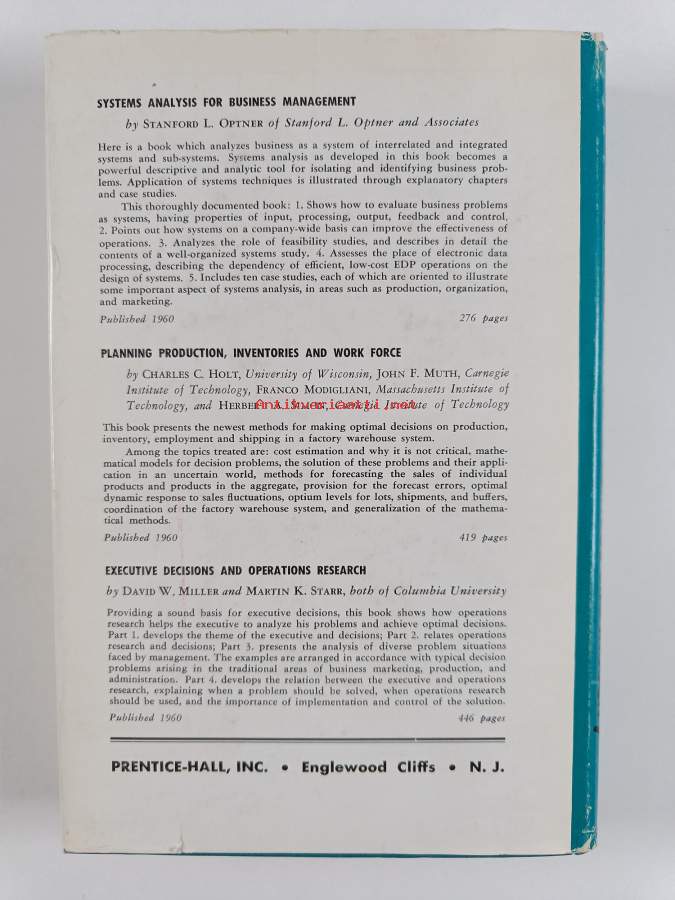 SYSTEMS ANALYSIS FOR BUSINESS MANAGEMENT
by STANFORD L. OPTNER of Stanford L. Optner and Associates
Here is a book which analyzes business as a system of interrelated and integrated
systems and sub-systems. Systems analysis as developed in this book becomes a
powerful descriptive and analytic tool for isolating and identifying business prob-
lems. Application of systems techniques is illustrated through explanatory chapters
and case studies.
This thoroughly documented book: 1. Shows how to evaluate business problems
as systems, having properties of input, processing, output, feedback and control.
2. Points out how systems on a company-wide basis can improve the effectiveness of
operations. 3. Analyzes the role of feasibility studies, and describes in detail the
contents of a well-organized systems study. 4. Assesses the place of electronic data
processing, describing the dependency of efficient, low-cost EDP operations on the
design of systems. 5. Includes ten case studies, each of which are oriented to illustrate
some important aspect of systems analysis, in areas such as production, organization,
and marketing.
Published 1960 276 pages
PLANNING PRODUCTION, INVENTORIES AND WORK FORCE
by CHARLES C. HOLT, University of Wisconsin, JOHN F. MUTH, Carnegie
Institute of Technology, FRANCO MODIGLIANI, Massachusetts Institute of
Technology, and HERBERT A. SIMON, Carnegie Institute of Technology
Antikvariaatti.net
This book presents the newest methods for making optimal decisions on production,
inventory, employment and shipping in a factory warehouse system.
Among the topics treated are: cost estimation and why it is not critical, mathe-
matical models for decision problems, the solution of these problems and their appli-
cation in an uncertain world, methods for forecasting the sales of individual
products and products in the aggregate, provision for the forecast errors, optimal
dynamic response to sales fluctuations, optium levels for lots, shipments, and buffers,
coordination of the factory warehouse system, and generalization of the mathema-
tical methods.
Published 1960 419 pages
EXECUTIVE DECISIONS AND OPERATIONS RESEARCH
by DAVID W. MILLER and MARTIN K. STARR, both of Columbia University
Providing a sound basis for executive decisions, this book shows how operations
research helps the executive to analyze his problems and achieve optimal decisions.
Part 1. develops the theme of the executive and decisions; Part 2. relates operations
research and decisions; Part 3. presents the analysis of diverse problem situations
faced by management. The examples are arranged in accordance with typical decision
problems arising in the traditional areas of business marketing, production, and
administration. Part 4. develops the relation between the executive and operations
research, explaining when a problem should be solved, when operations research
should be used, and the importance of implementation and control of the solution.
Published 1960 446 pages
PRENTICE-HALL, INC. • Englewood Cliffs • N. J.